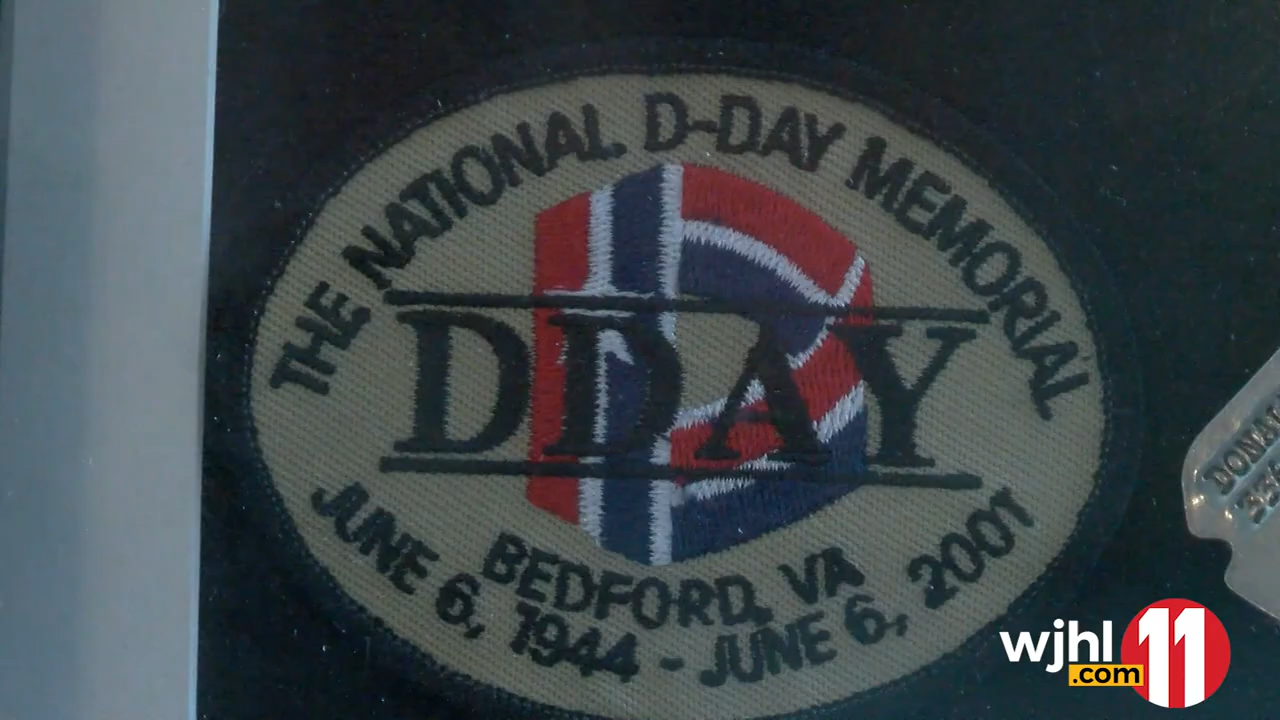 THE NATIONAL D-DAY MEMORIAL
DDAY
BEDFORD, VA
JUNE 6, 1944 - JUNE 6, 2001
wjhl 11
.com